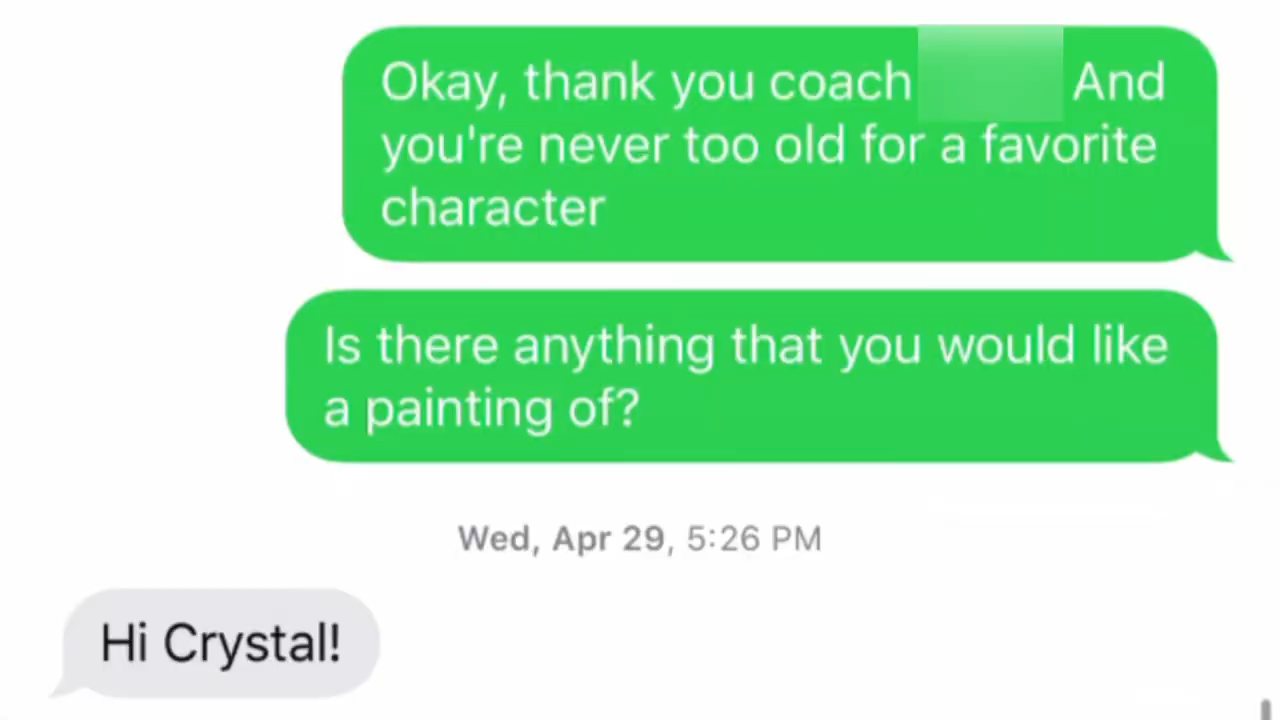 Okay, thank you coach And
you're never too old for a favorite
character
Is there anything that you would like
a painting of?
Wed, Apr 29, 5:26 PM
Hi Crystal!